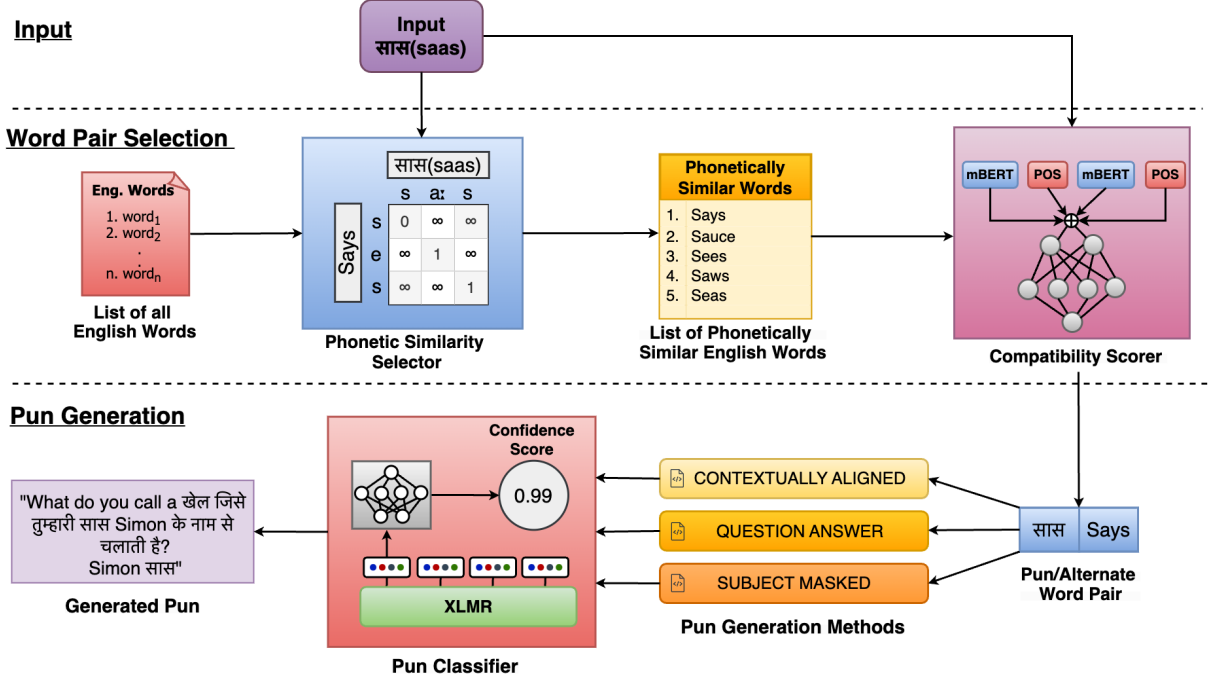 Input
Input
सास(saas)
Word Pair Selection
Eng. Words
1. word1
2. word2
.
.
n. wordn
List of all
English Words
सास(saas)
s aː s
Says
s 0 ∞ ∞
e ∞ 1 ∞
s ∞ ∞ 1
Phonetic Similarity
Selector
Phonetically
Similar Words
1. Says
2. Sauce
3. Sees
4. Saws
5. Seas
List of Phonetically
Similar English Words
mBERT POS mBERT POS
Compatibility Scorer
Pun Generation
"What do you call a खेल जिसे
तुम्हारी सास Simon के नाम से
चलाती है?
Simon सास"
Generated Pun
Confidence
Score
0.99
XLMR
Pun Classifier
CONTEXTUALLY ALIGNED
QUESTION ANSWER
SUBJECT MASKED
Pun Generation Methods
सास Says
Pun/Alternate
Word Pair